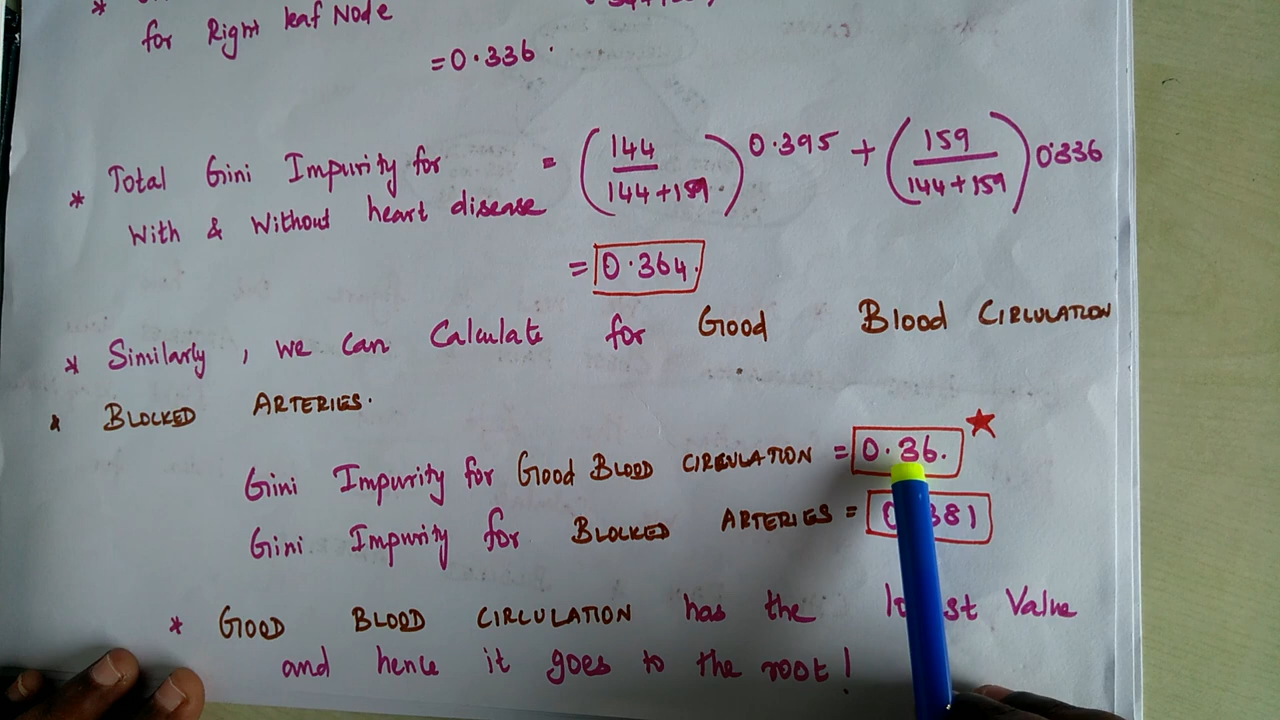 *
for Right leaf Node
= 0.336.
* Total Gini Impurity for = (144 / 144+159) 0.395 + (159 / 144+159) 0.336
With & Without heart disease
= 0.364.
* Similarly, we can Calculate for Good Blood CIRCULATION
& BLOCKED ARTERIES.
Gini Impurity for Good BLOOD CIRCULATION = 0.36.
Gini Impurity for BLOCKED ARTERIES =
* GOOD BLOOD CIRCULATION has the Value
and hence it goes to the root!